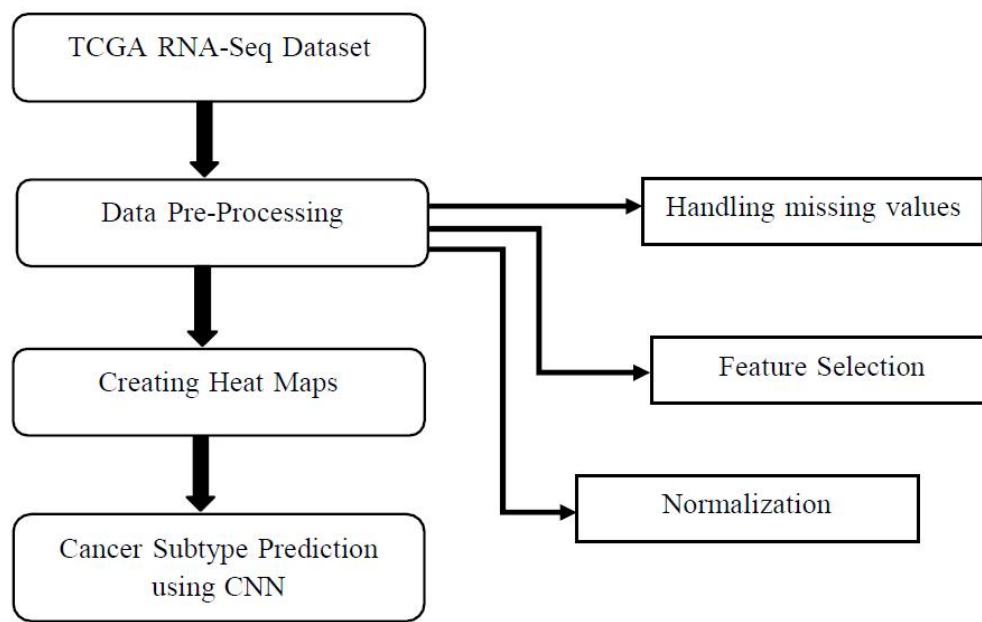 TCGA RNA-Seq Dataset
Data Pre-Processing
Handling missing values
Creating Heat Maps
Feature Selection
Normalization
Cancer Subtype Prediction
using CNN